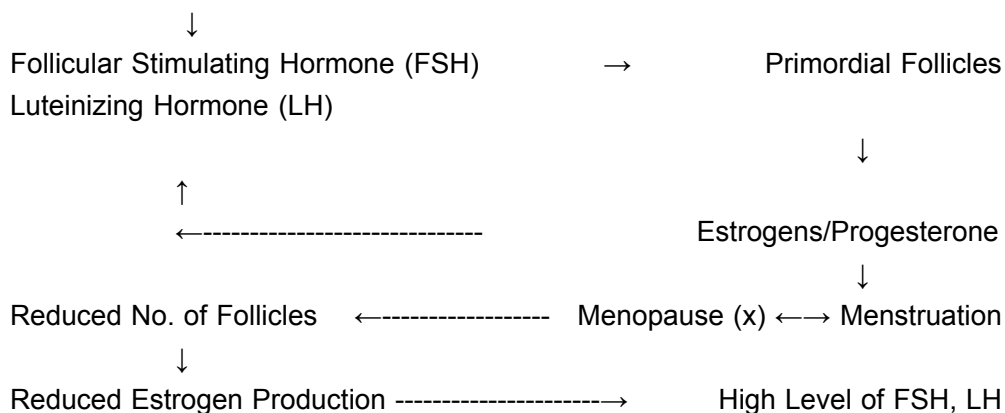 ↓
Follicular Stimulating Hormone (FSH) → Primordial Follicles
Luteinizing Hormone (LH)
↓
↑
←------------------------------ Estrogens/Progesterone
↓
Reduced No. of Follicles ←------------------ Menopause (x) ←→ Menstruation
↓
Reduced Estrogen Production ----------------------→ High Level of FSH, LH